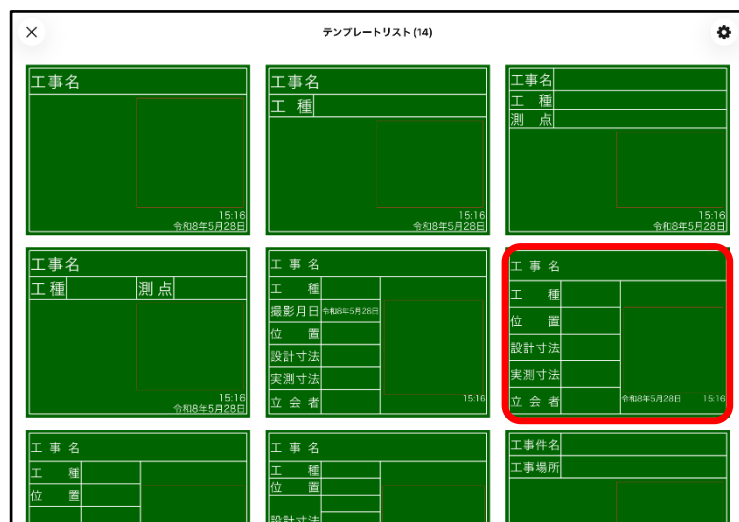 テンプレートリスト (14)
工事名
15:16
令和8年5月28日
工事名
工 種
15:16
令和8年5月28日
工事名
工 種
測 点
15:16
令和8年5月28日
工事名
工種 測点
15:16
令和8年5月28日
工 事 名
工 種
撮影月日 令和8年5月28日
位 置
設計寸法
実測寸法
立 会 者
15:16
工 事 名
工 種
位 置
設計寸法
実測寸法
立 会 者
令和8年5月28日 15:16
工 事 名
工 種
位 置
工 事 名
工 種
位 置
設計寸法
工事件名
工事場所